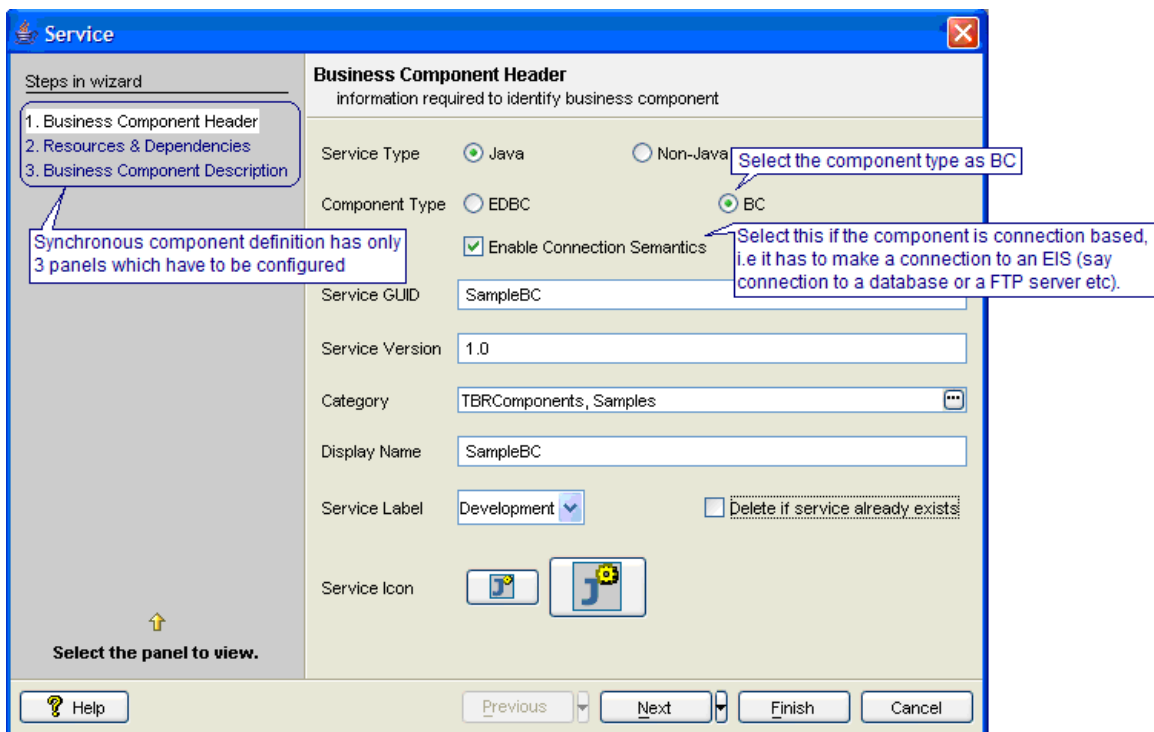 Service
Steps in wizard
1. Business Component Header
2. Resources & Dependencies
3. Business Component Description
Synchronous component definition has only
3 panels which have to be configured
Select the panel to view.
Business Component Header
information required to identify business component
Service Type Java Non-Java
Select the component type as BC
Component Type EDBC BC
Enable Connection Semantics
Select this if the component is connection based,
i.e it has to make a connection to an EIS (say
connection to a database or a FTP server etc).
Service GUID SampleBC
Service Version 1.0
Category TBRComponents, Samples
Display Name SampleBC
Service Label Development Delete if service already exists
Service Icon
Help Previous Next Finish Cancel